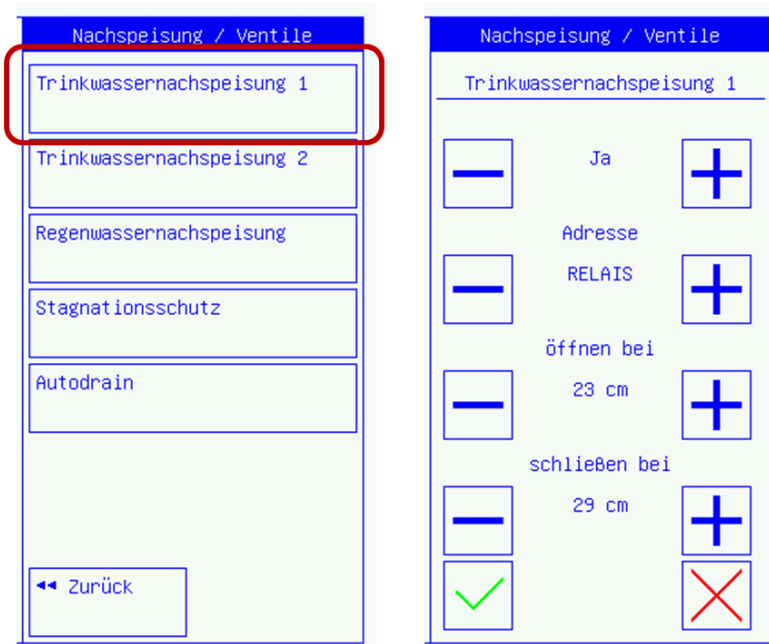 Nachspeisung / Ventile
Trinkwassernachspeisung 1
Trinkwassernachspeisung 2
Regenwassernachspeisung
Stagnationsschutz
Autodrain
◄◄ Zurück
Nachspeisung / Ventile
Trinkwassernachspeisung 1
Ja
Adresse
RELAIS
öffnen bei
23 cm
schließen bei
29 cm